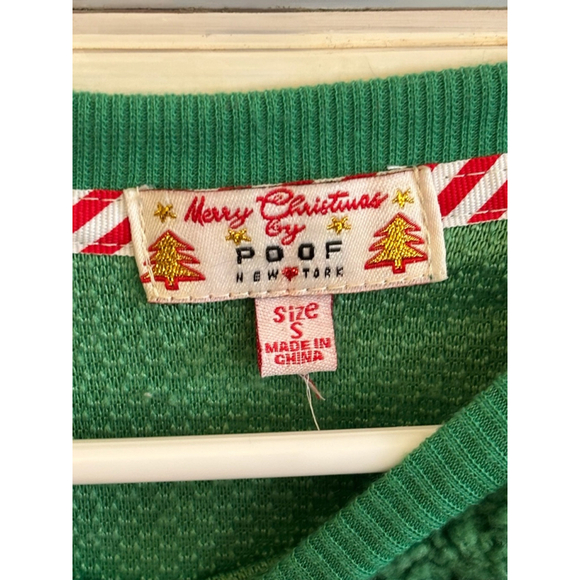 Merry Christmas
by
POOF
NEW YORK
Size
S
MADE IN
CHINA